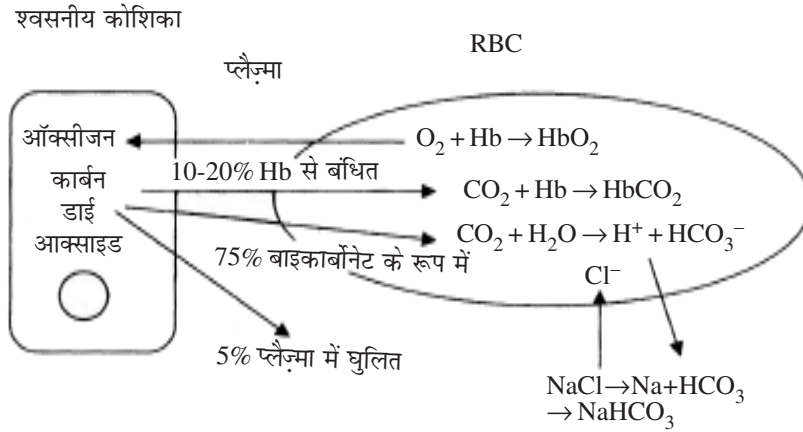 श्वसनीय कोशिका
RBC
प्लैज़्मा
ऑक्सीजन
O₂ + Hb → HbO₂
10-20% Hb से बंधित
कार्बन
डाई
आक्साइड
CO₂ + Hb → HbCO₂
CO₂ + H₂O → H⁺ + HCO₃⁻
75% बाइकार्बोनेट के रूप में
Cl⁻
5% प्लैज़्मा में घुलित
NaCl→Na+HCO₃
→ NaHCO₃